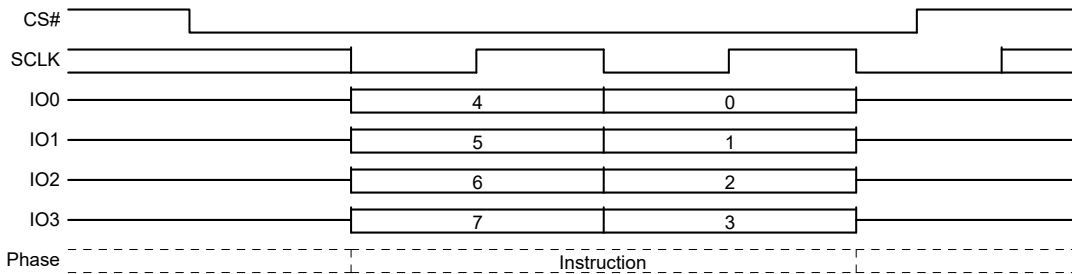 CS#
SCLK
IO0 4 0
IO1 5 1
IO2 6 2
IO3 7 3
Phase Instruction